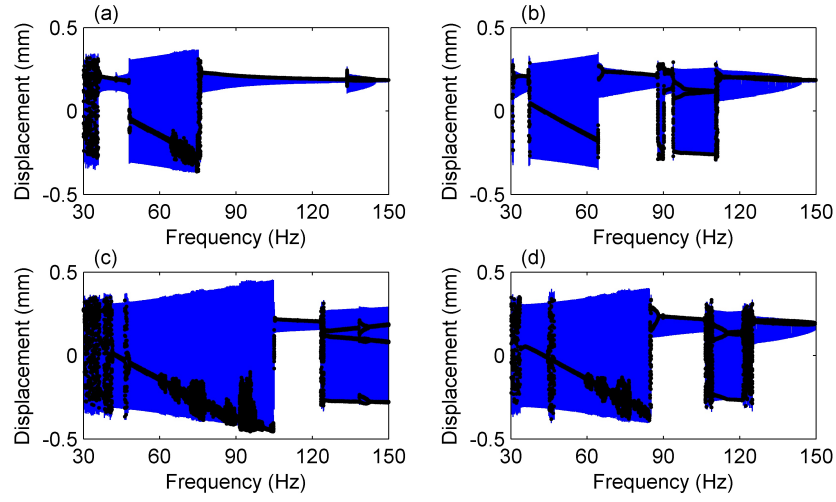 (a)
0.5
0
-0.5
Displacement (mm)
30 60 90 120 150
Frequency (Hz)
(b)
0.5
0
-0.5
Displacement (mm)
30 60 90 120 150
Frequency (Hz)
(c)
0.5
0
-0.5
Displacement (mm)
30 60 90 120 150
Frequency (Hz)
(d)
0.5
0
-0.5
Displacement (mm)
30 60 90 120 150
Frequency (Hz)